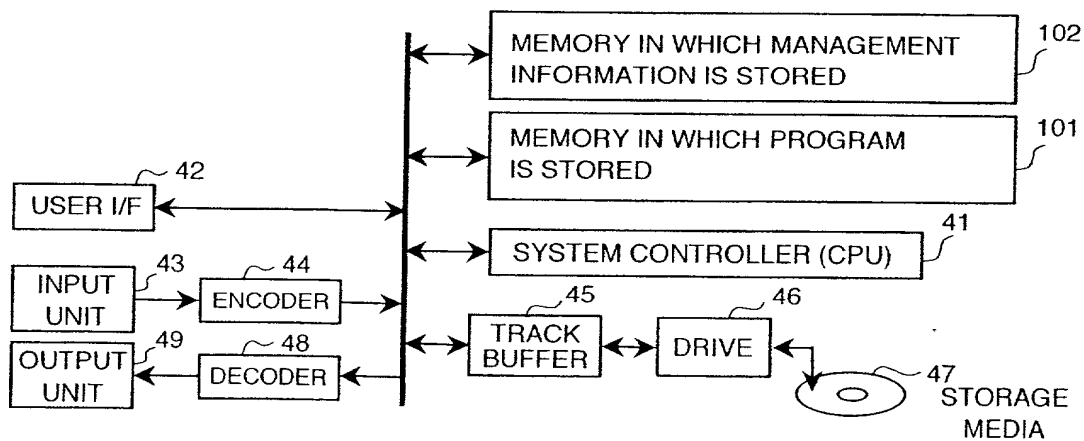 102
MEMORY IN WHICH MANAGEMENT
INFORMATION IS STORED
101
MEMORY IN WHICH PROGRAM
IS STORED
42
USER I/F
41
SYSTEM CONTROLLER (CPU)
43
INPUT
UNIT
44
ENCODER
45
TRACK
BUFFER
46
DRIVE
49
OUTPUT
UNIT
48
DECODER
47
STORAGE
MEDIA